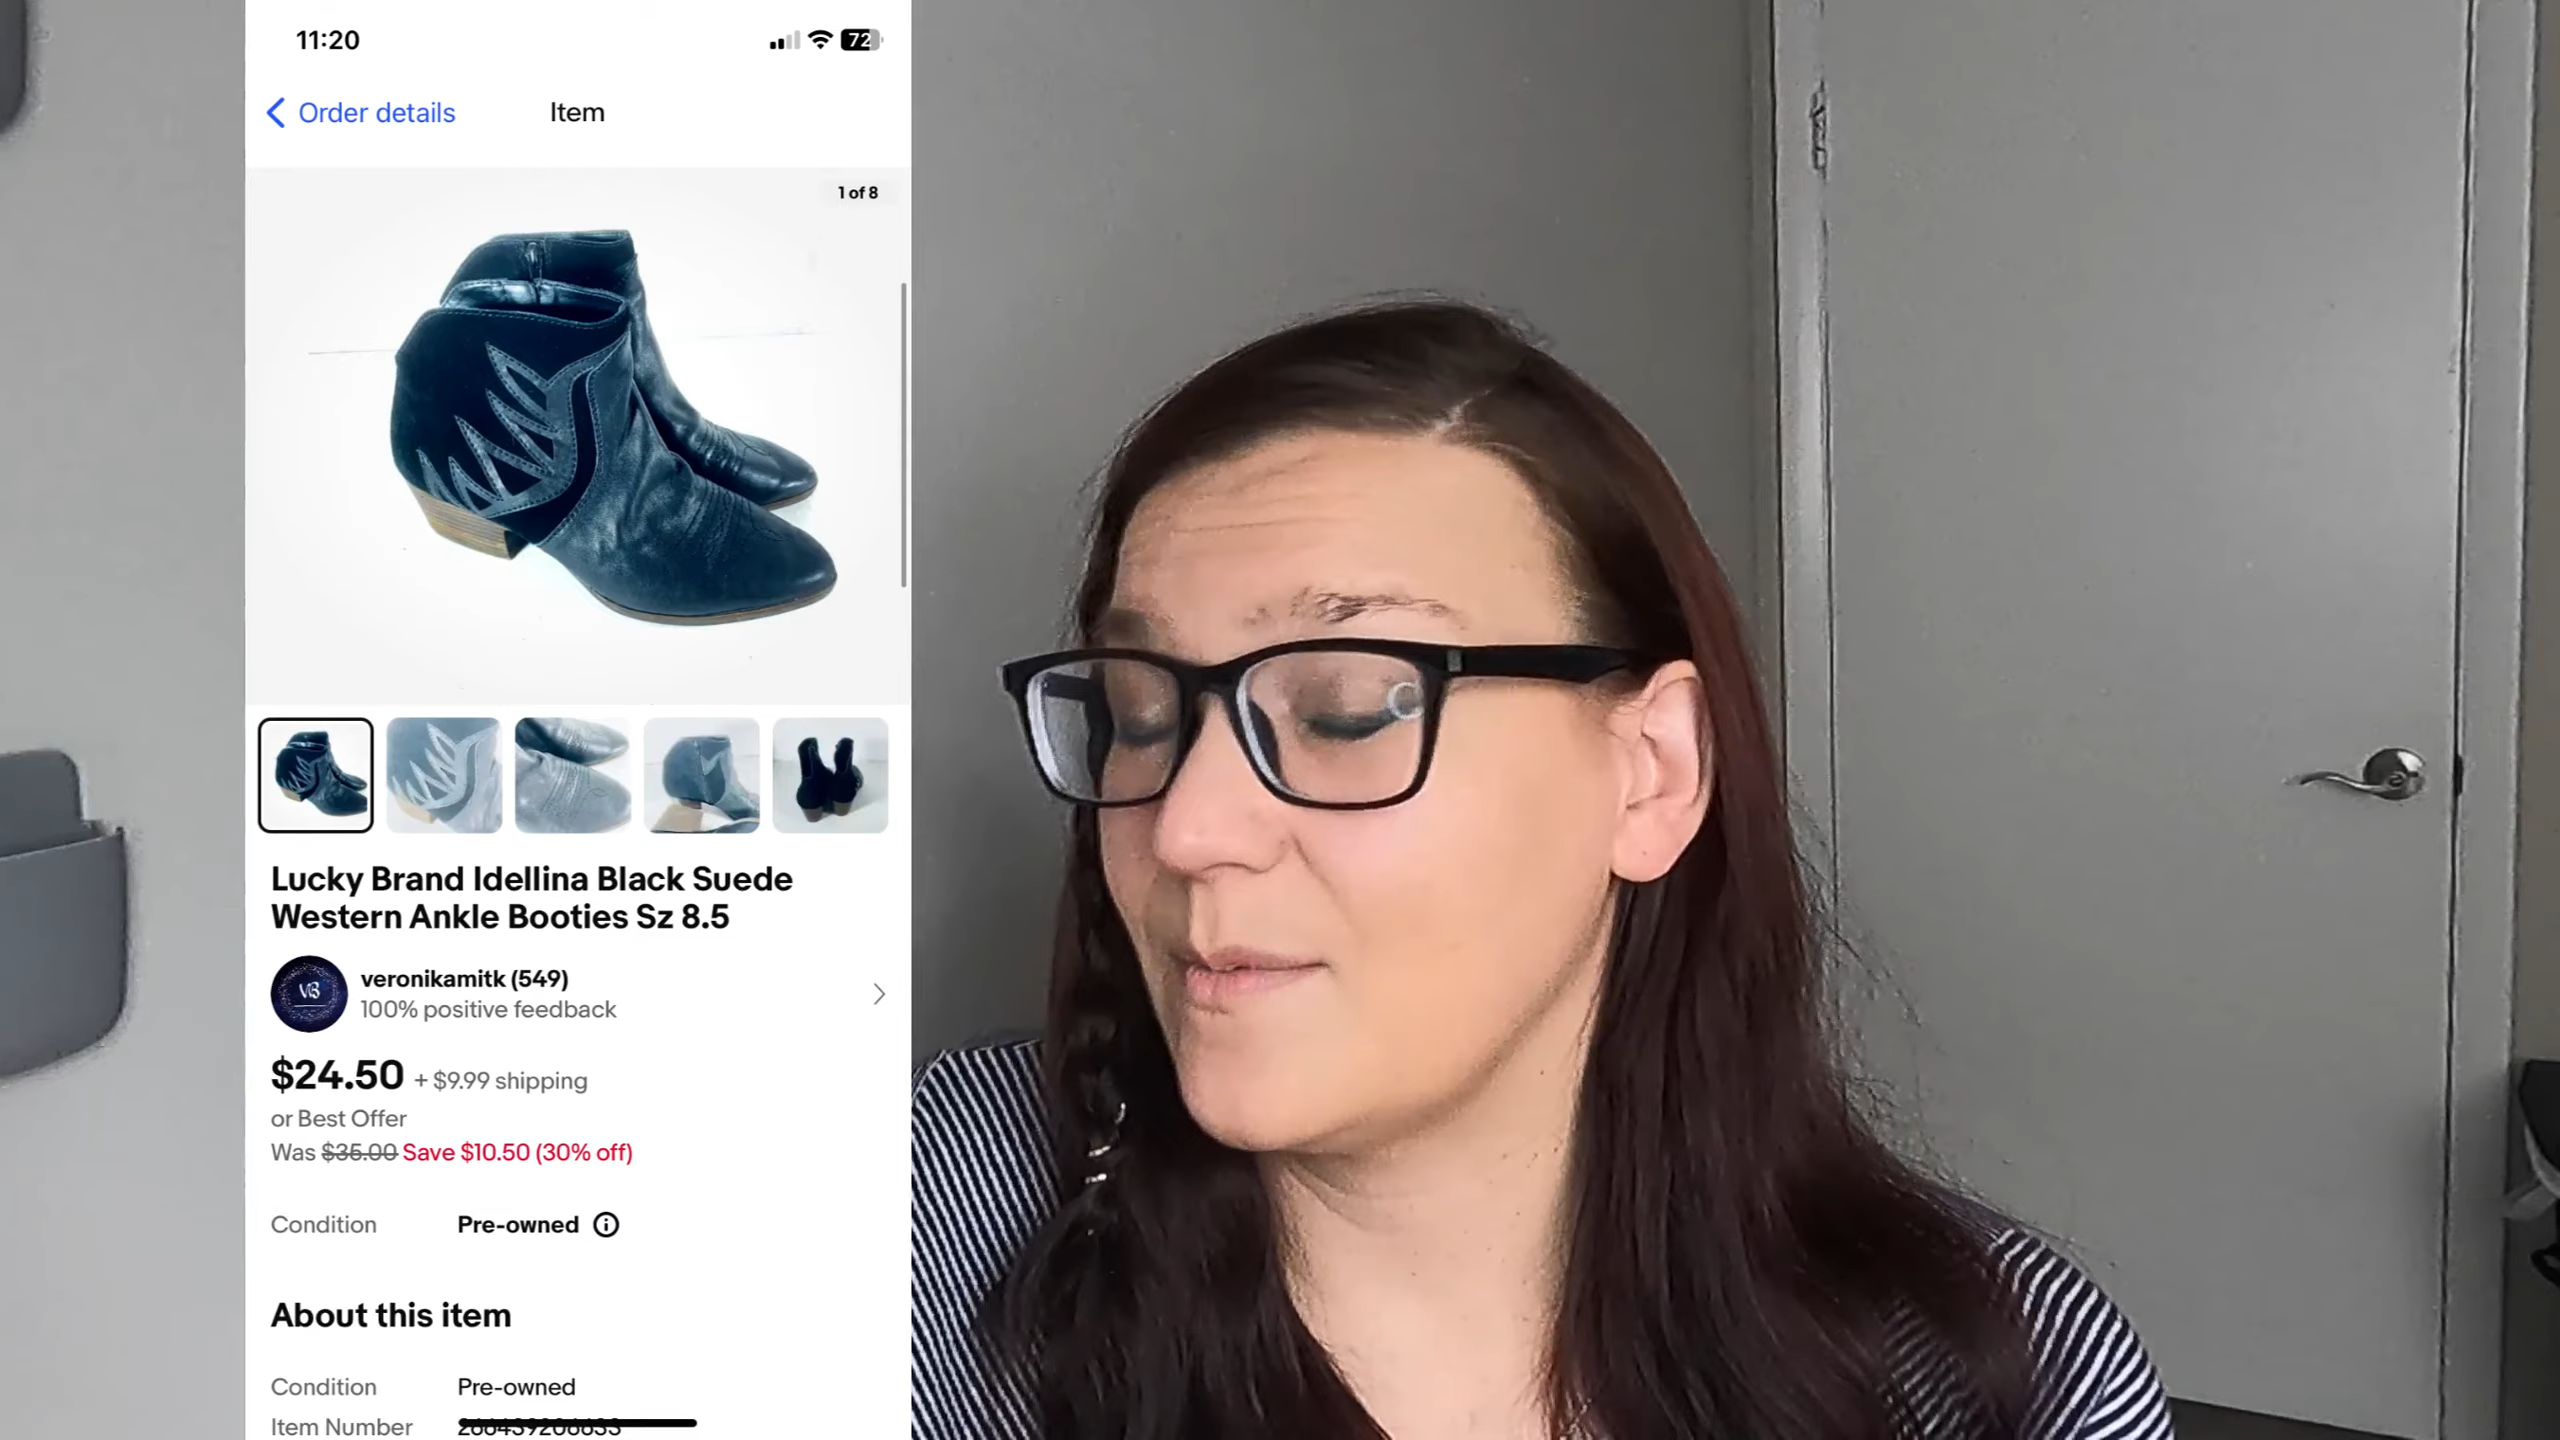 11:20
72
Order details
Item
1 of 8
Lucky Brand Idellina Black Suede
Western Ankle Booties Sz 8.5
VB
veronikamitk (549)
100% positive feedback
$24.50 + $9.99 shipping
or Best Offer
Was $35.00 Save $10.50 (30% off)
Condition Pre-owned
About this item
Condition Pre-owned
Item Number